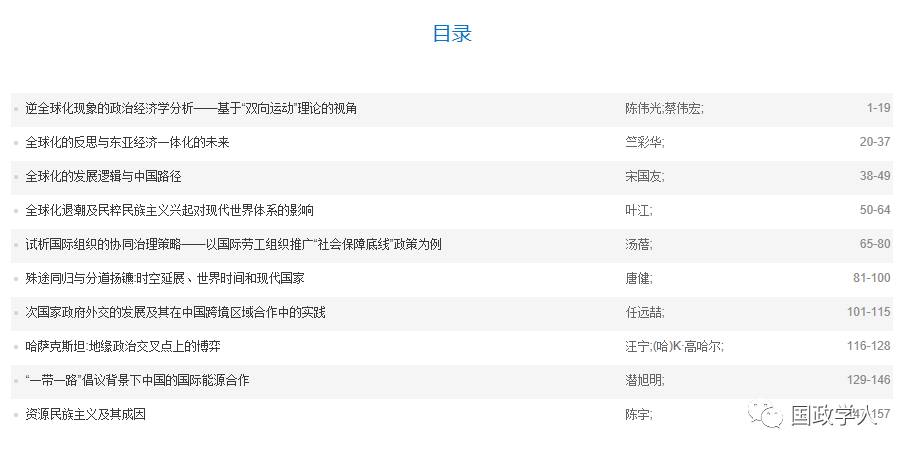 目录
逆全球化现象的政治经济学分析——基于“双向运动”理论的视角 陈伟光;蔡伟宏; 1-19
全球化的反思与东亚经济一体化的未来 竺彩华; 20-37
全球化的发展逻辑与中国路径 宋国友; 38-49
全球化退潮及民粹民族主义兴起对现代世界体系的影响 叶江; 50-64
试析国际组织的协同治理策略——以国际劳工组织推广“社会保障底线”政策为例 汤蓓; 65-80
殊途同归与分道扬镳:时空延展、世界时间和现代国家 唐健; 81-100
次国家政府外交的发展及其在中国跨境区域合作中的实践 任远喆; 101-115
哈萨克斯坦:地缘政治交叉点上的博弈 汪宁;(哈)K·高哈尔; 116-128
“一带一路”倡议背景下中国的国际能源合作 潜旭明; 129-146
资源民族主义及其成因 陈宇; 147-157
国政学人